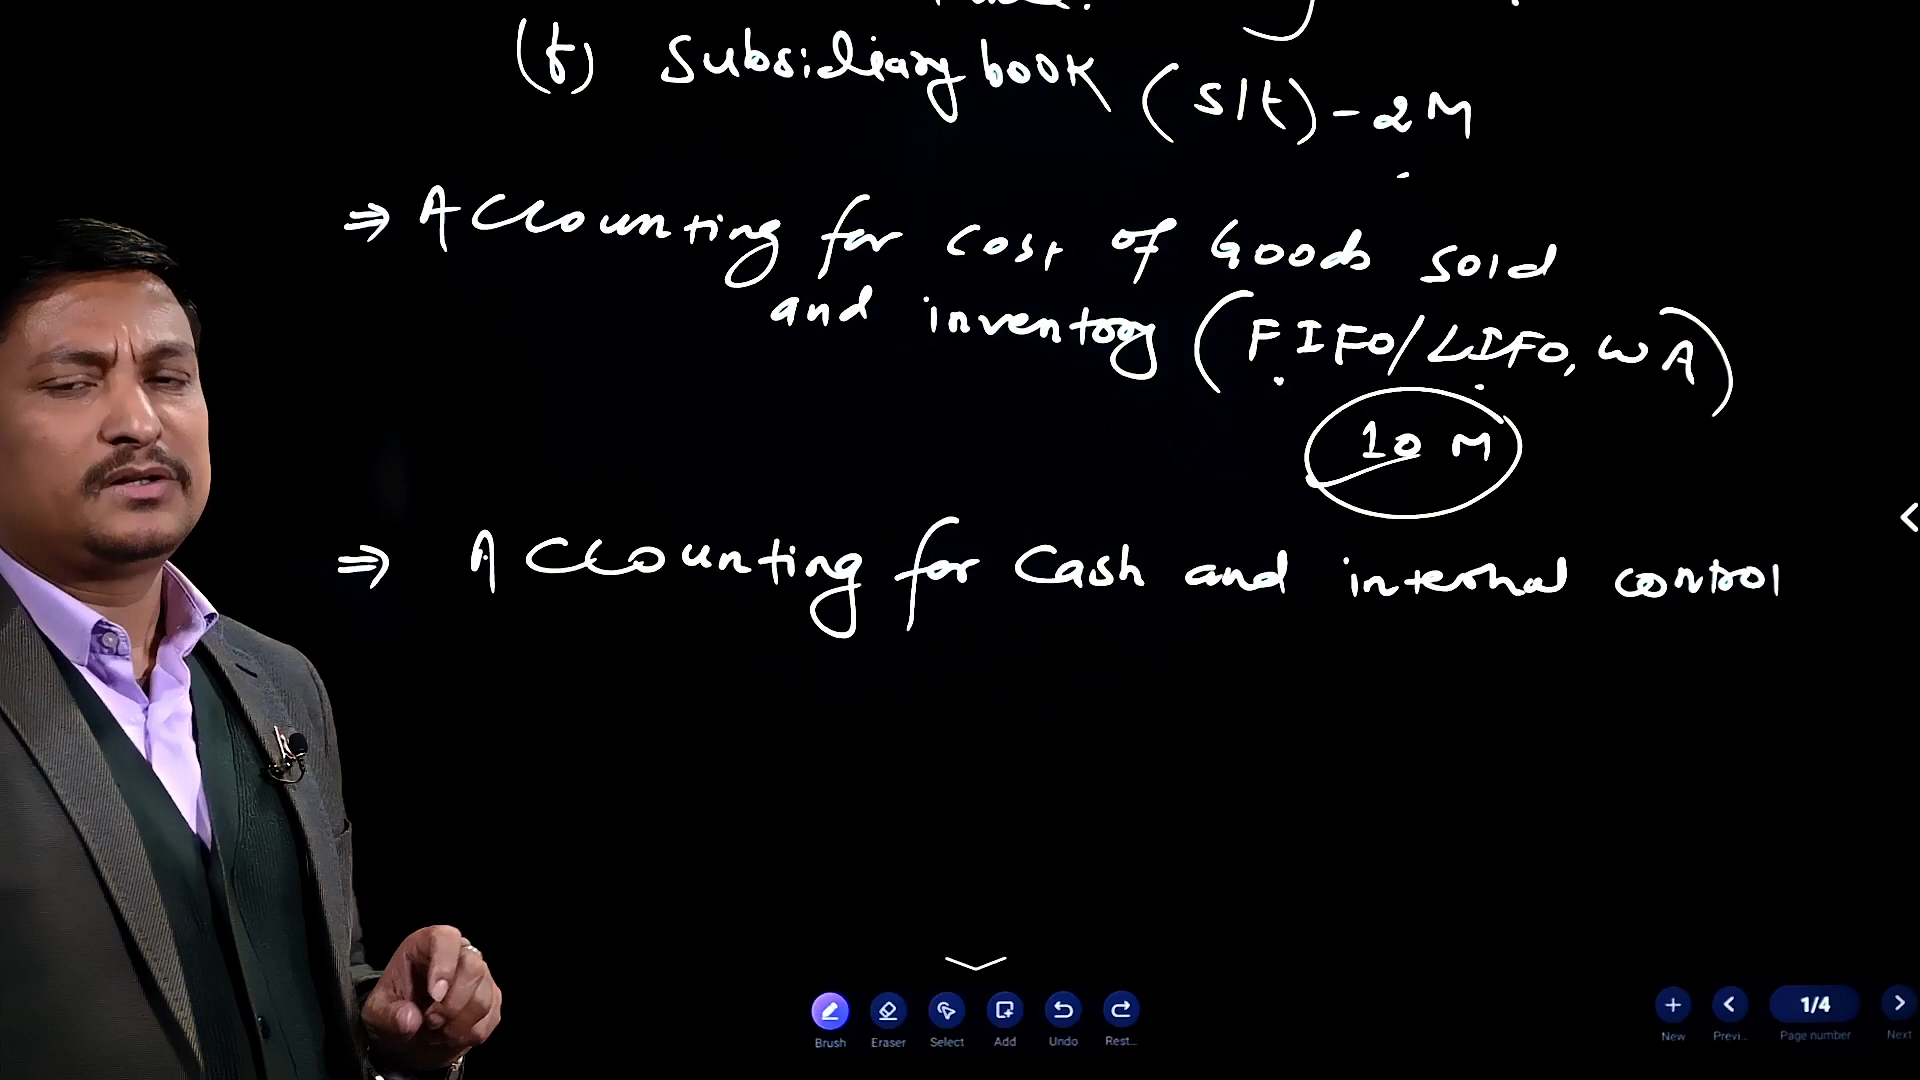 (f) Subsidiary book (S/t) - 2M
⇒ Accounting for cost of Goods sold
and inventory (FIFO/LIFO, WA)
10 M
⇒ Accounting for Cash and internal control
Brush Eraser Select Add Undo Rest...
New Previ... 1/4 Page number Next